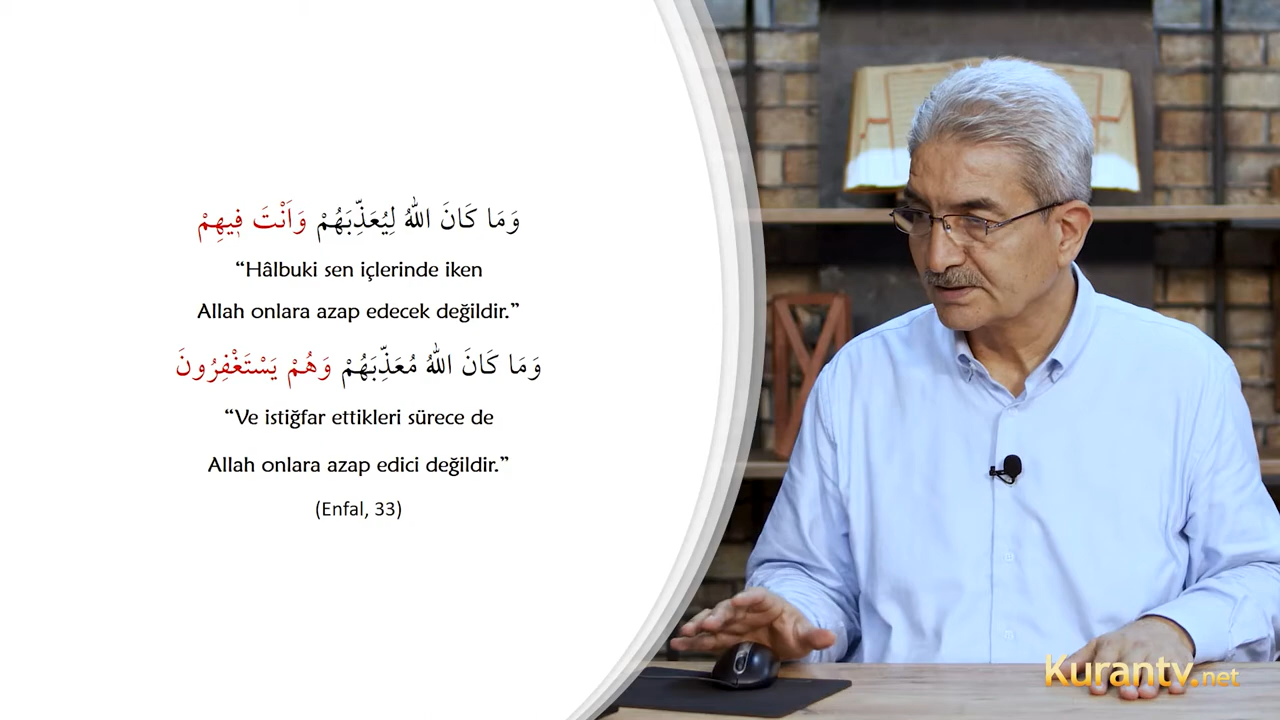 وَمَا كَانَ اللّٰهُ لِيُعَذِّبَهُمْ وَاَنْتَ ف۪يهِمْ
“Hâlbuki sen içlerinde iken
Allah onlara azap edecek değildir.”
وَمَا كَانَ اللّٰهُ مُعَذِّبَهُمْ وَهُمْ يَسْتَغْفِرُونَ
“Ve istiğfar ettikleri sürece de
Allah onlara azap edici değildir.”
(Enfal, 33)
Kurantv.net